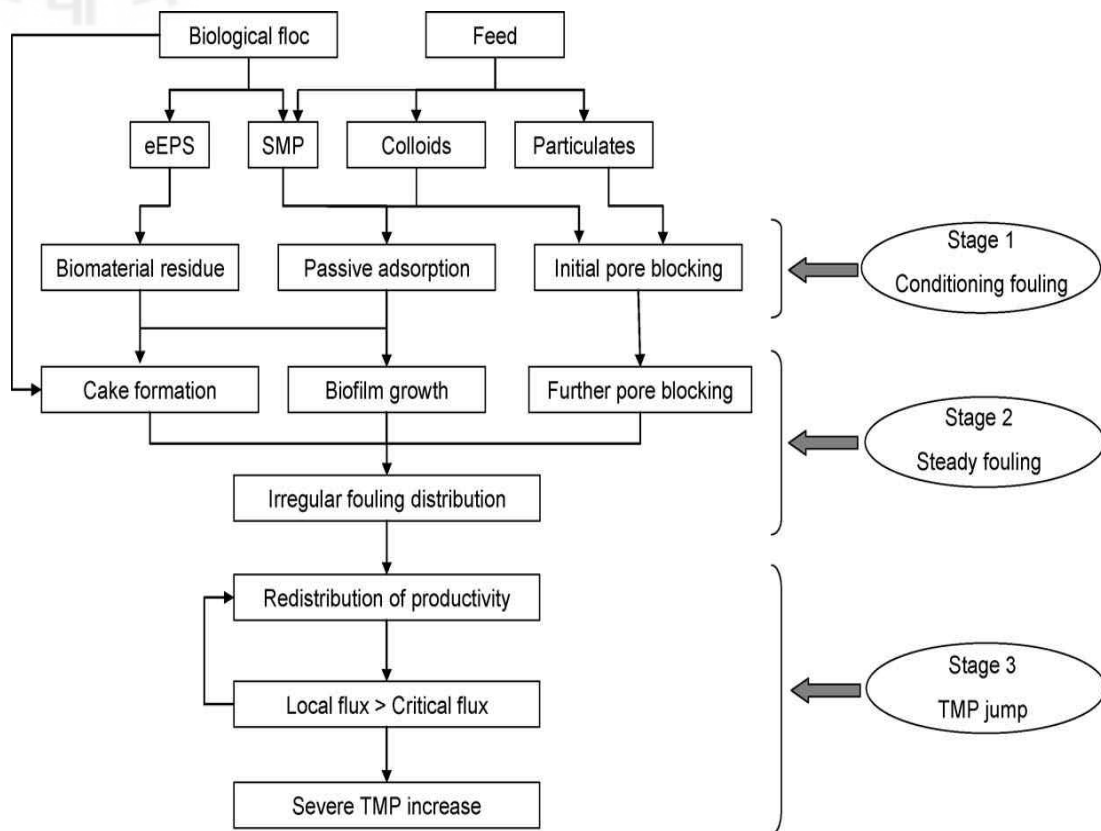 Biological floc
Feed
eEPS
SMP
Colloids
Particulates
Biomaterial residue
Passive adsorption
Initial pore blocking
Stage 1
Conditioning fouling
Cake formation
Biofilm growth
Further pore blocking
Stage 2
Steady fouling
Irregular fouling distribution
Redistribution of productivity
Local flux > Critical flux
Severe TMP increase
Stage 3
TMP jump